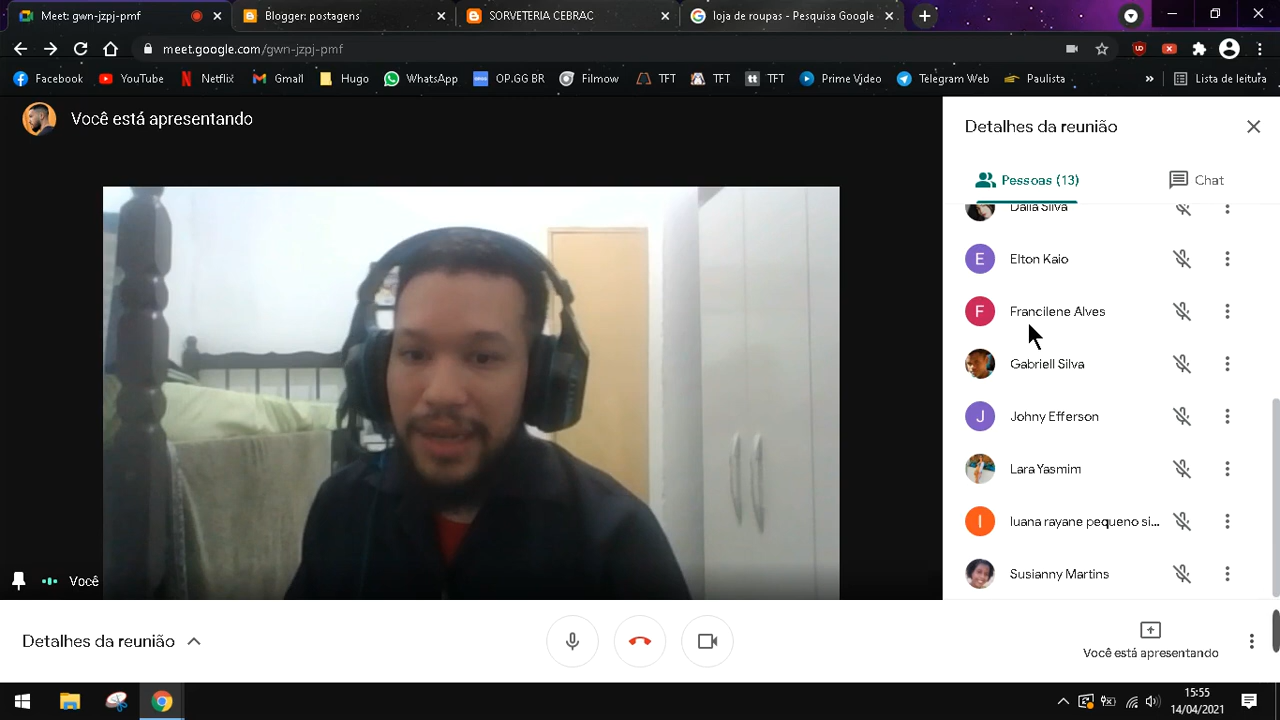 Meet: gwn-jzpj-pmf
Blogger: postagens
SORVETERIA CEBRAC
loja de roupas - Pesquisa Google
meet.google.com/gwn-jzpj-pmf
Facebook
YouTube
Netflix
Gmail
Hugo
WhatsApp
OP.GG BR
Filmow
TFT
TFT
TFT
Prime Video
Telegram Web
Paulista
»
Lista de leitura
Você está apresentando
Detalhes da reunião
Pessoas (13)
Chat
Dalila Silva
E
Elton Kaio
F
Francilene Alves
Gabriell Silva
J
Johny Efferson
Lara Yasmim
l
luana rayane pequeno si...
Susianny Martins
Você
Detalhes da reunião
Você está apresentando
15:55
14/04/2021